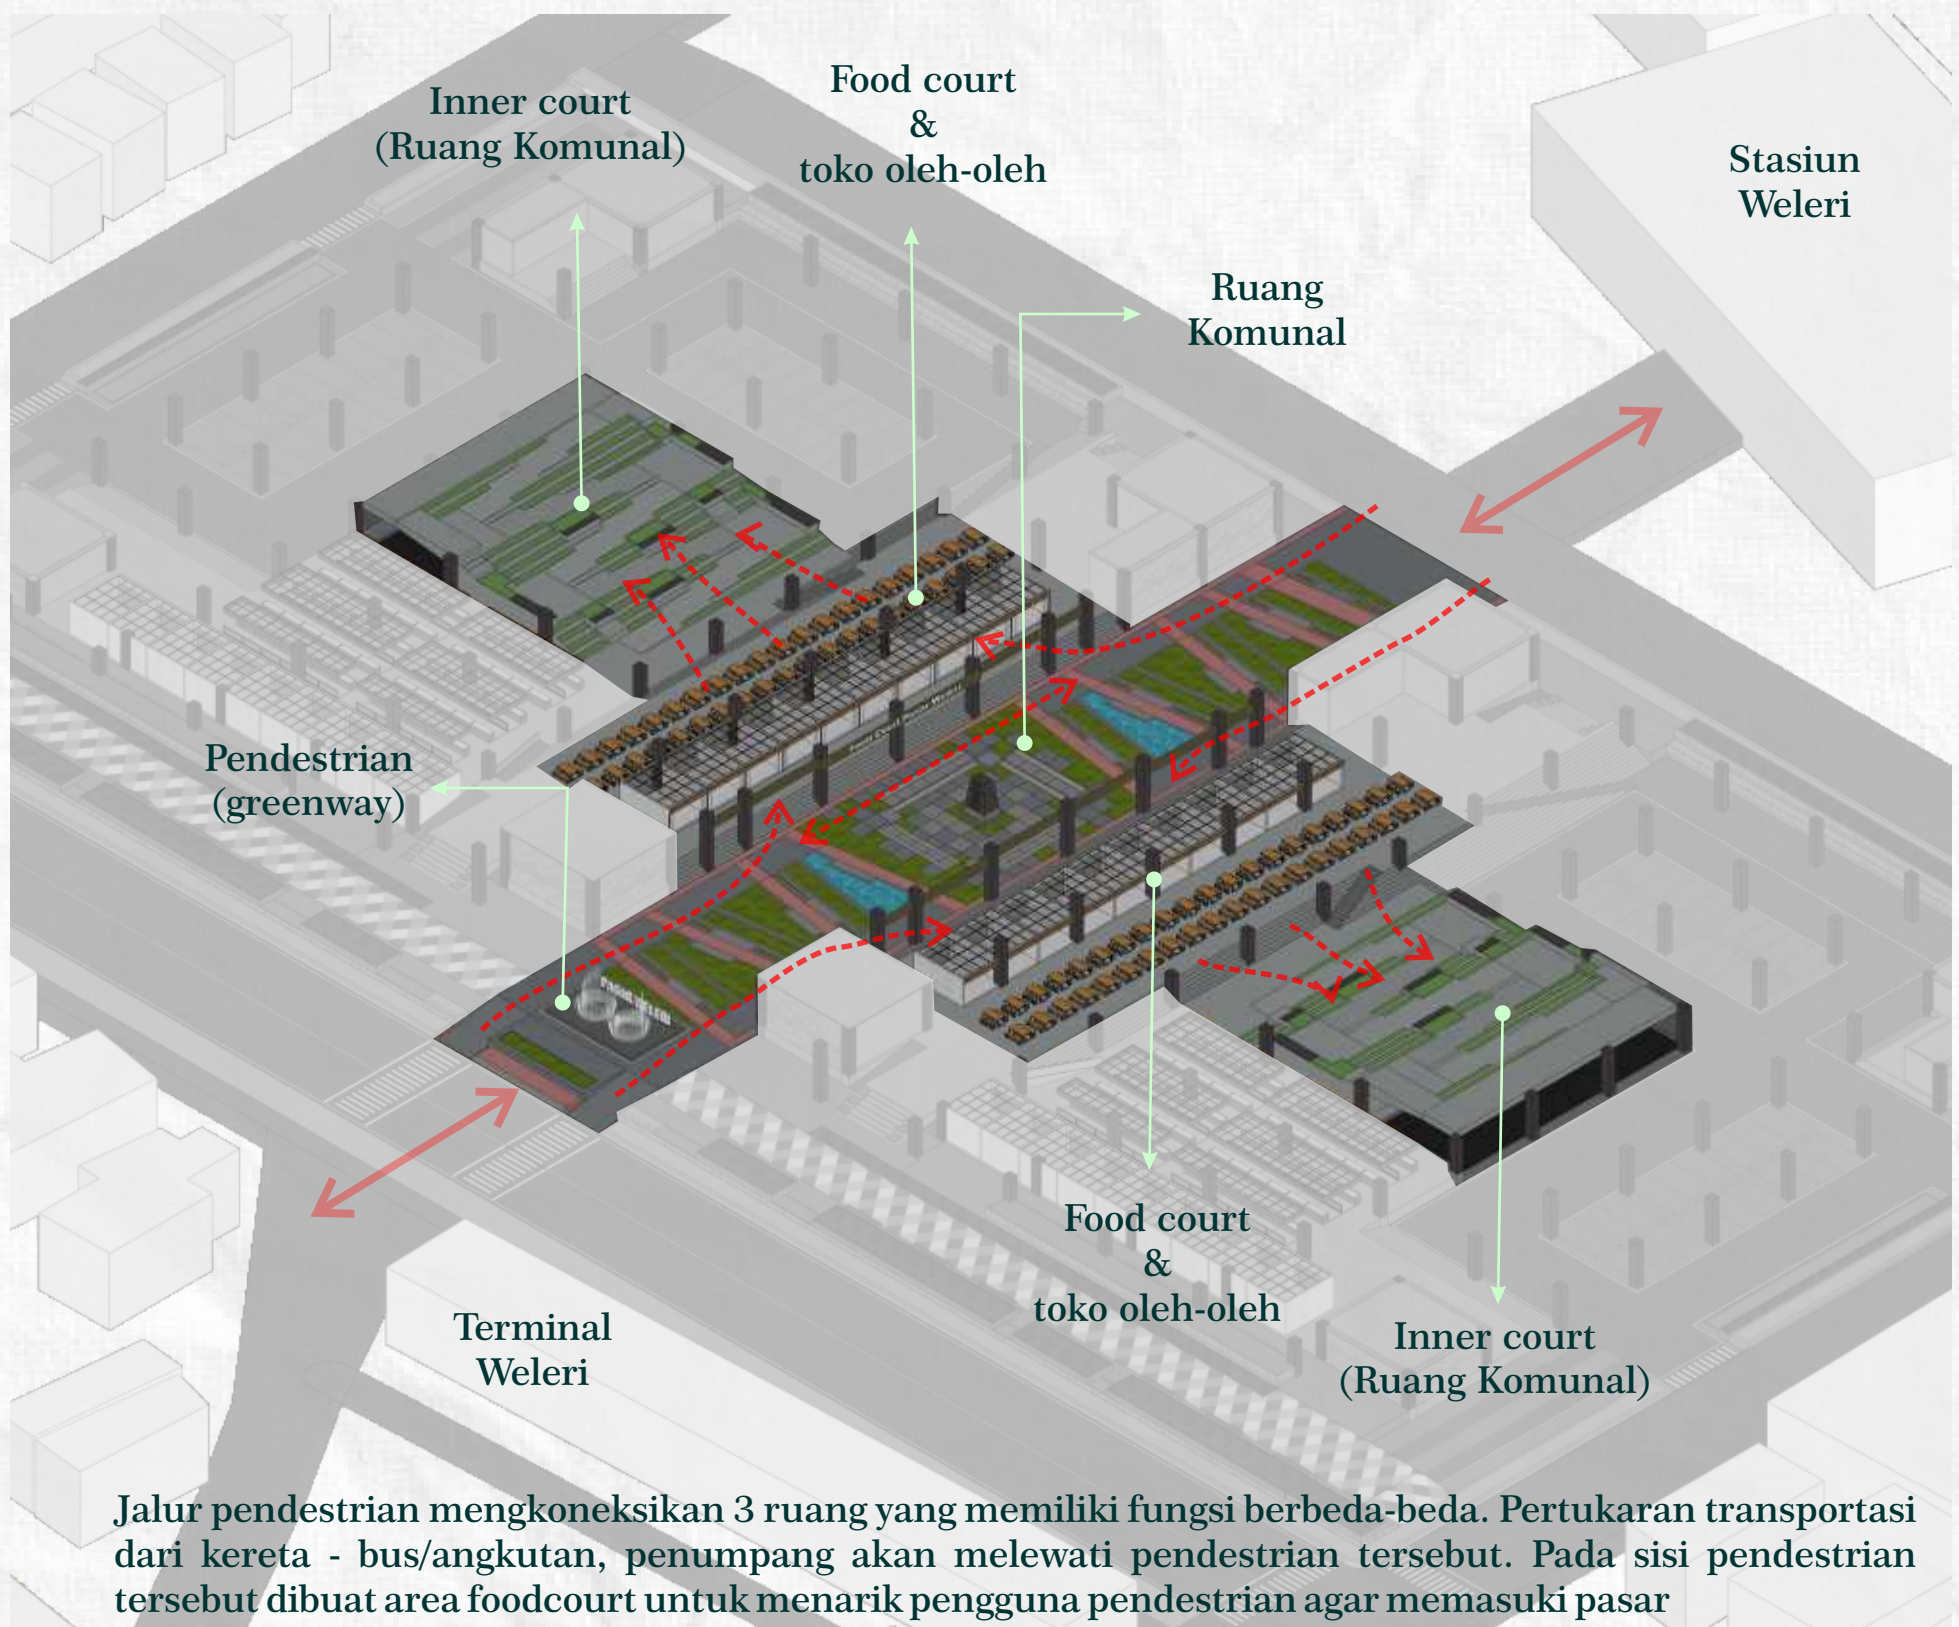 Inner court
(Ruang Komunal)
Food court
&
toko oleh-oleh
Stasiun
Weleri
Ruang
Komunal
Pendestrian
(greenway)
Food court
&
toko oleh-oleh
Inner court
(Ruang Komunal)
Terminal
Weleri
Jalur pendestrian mengkoneksikan 3 ruang yang memiliki fungsi berbeda-beda. Pertukaran transportasi
dari kereta - bus/angkutan, penumpang akan melewati pendestrian tersebut. Pada sisi pendestrian
tersebut dibuat area foodcourt untuk menarik pengguna pendestrian agar memasuki pasar